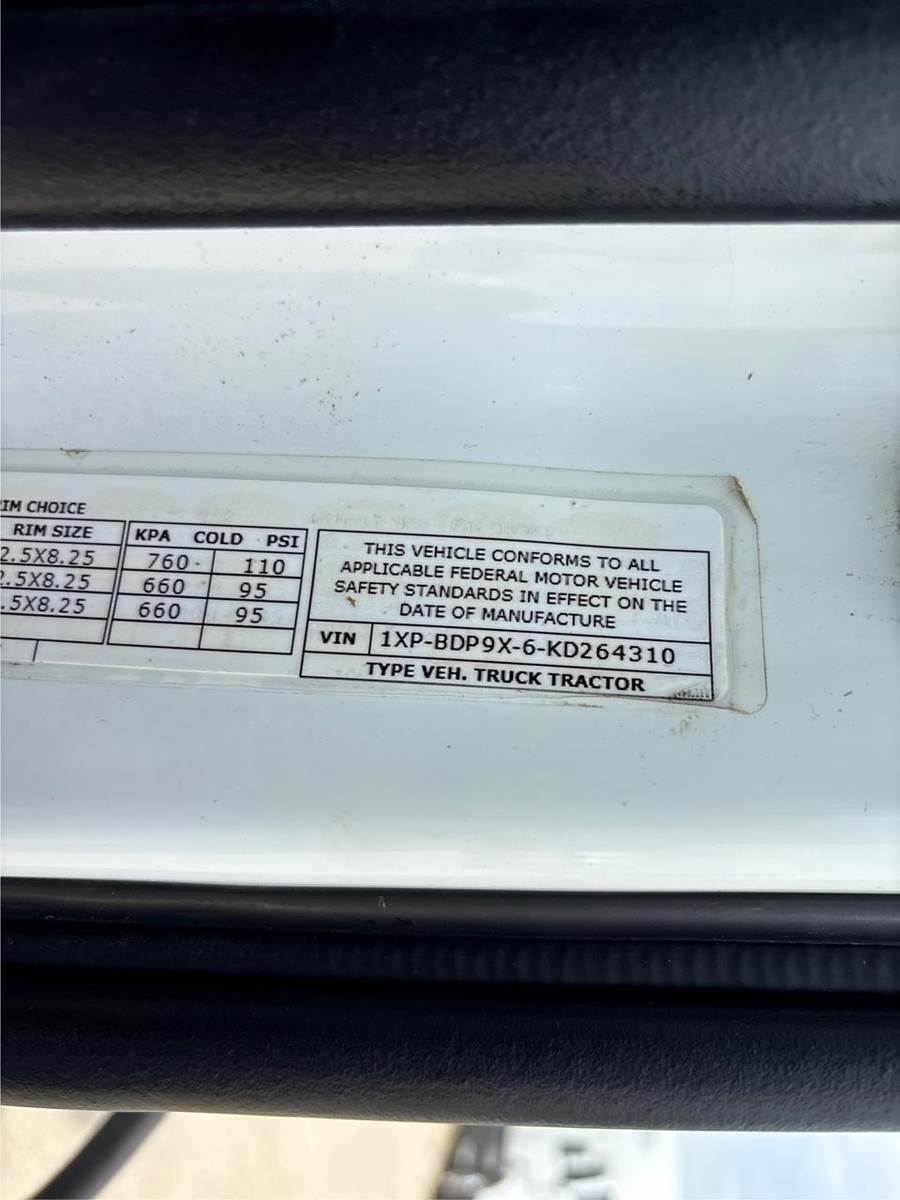 RIM CHOICE
RIM SIZE KPA COLD PSI
2.5X8.25 760 110
2.5X8.25 660 95
.5X8.25 660 95
THIS VEHICLE CONFORMS TO ALL
APPLICABLE FEDERAL MOTOR VEHICLE
SAFETY STANDARDS IN EFFECT ON THE
DATE OF MANUFACTURE
VIN 1XP-BDP9X-6-KD264310
TYPE VEH. TRUCK TRACTOR